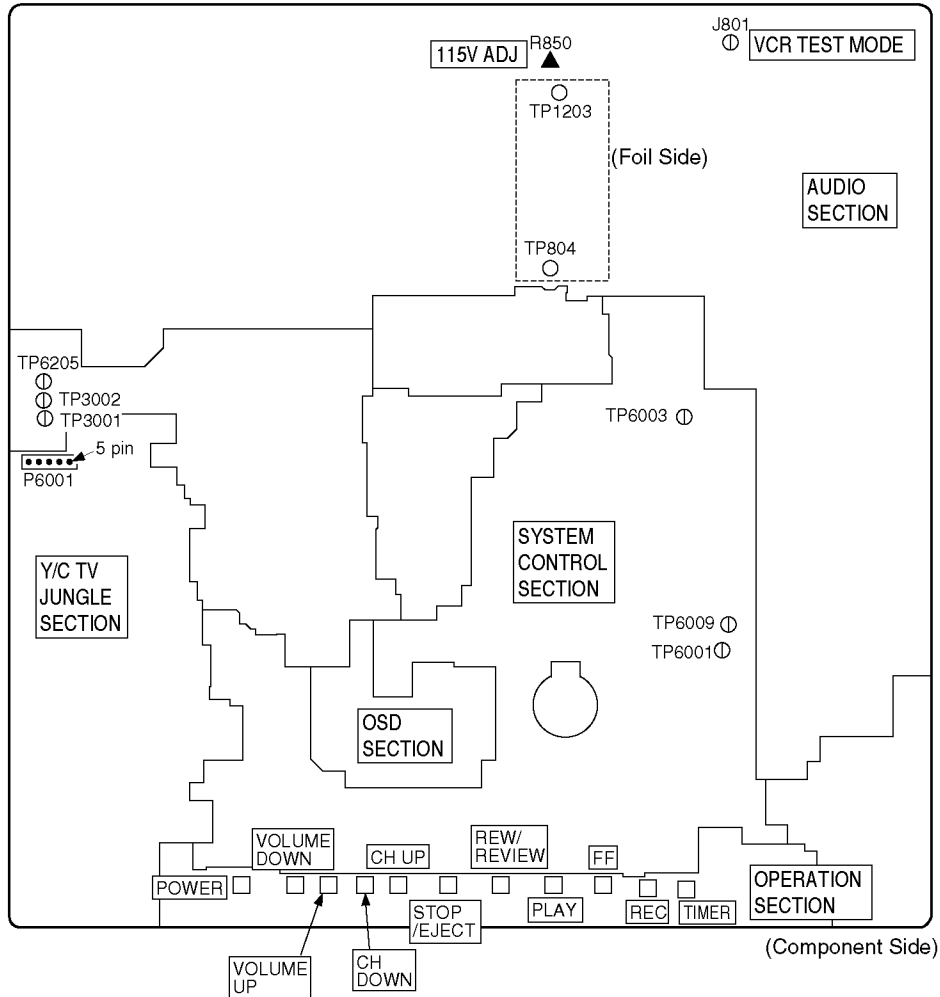 J801
VCR TEST MODE
115V ADJ
R850
TP1203
(Foil Side)
AUDIO
SECTION
TP804
TP6205
TP3002
TP3001
5 pin
P6001
TP6003
SYSTEM
CONTROL
SECTION
Y/C TV
JUNGLE
SECTION
TP6009
TP6001
OSD
SECTION
VOLUME
DOWN
CH UP
REW/
REVIEW
FF
POWER
OPERATION
SECTION
STOP
/EJECT
PLAY
REC
TIMER
VOLUME
UP
CH
DOWN
(Component Side)